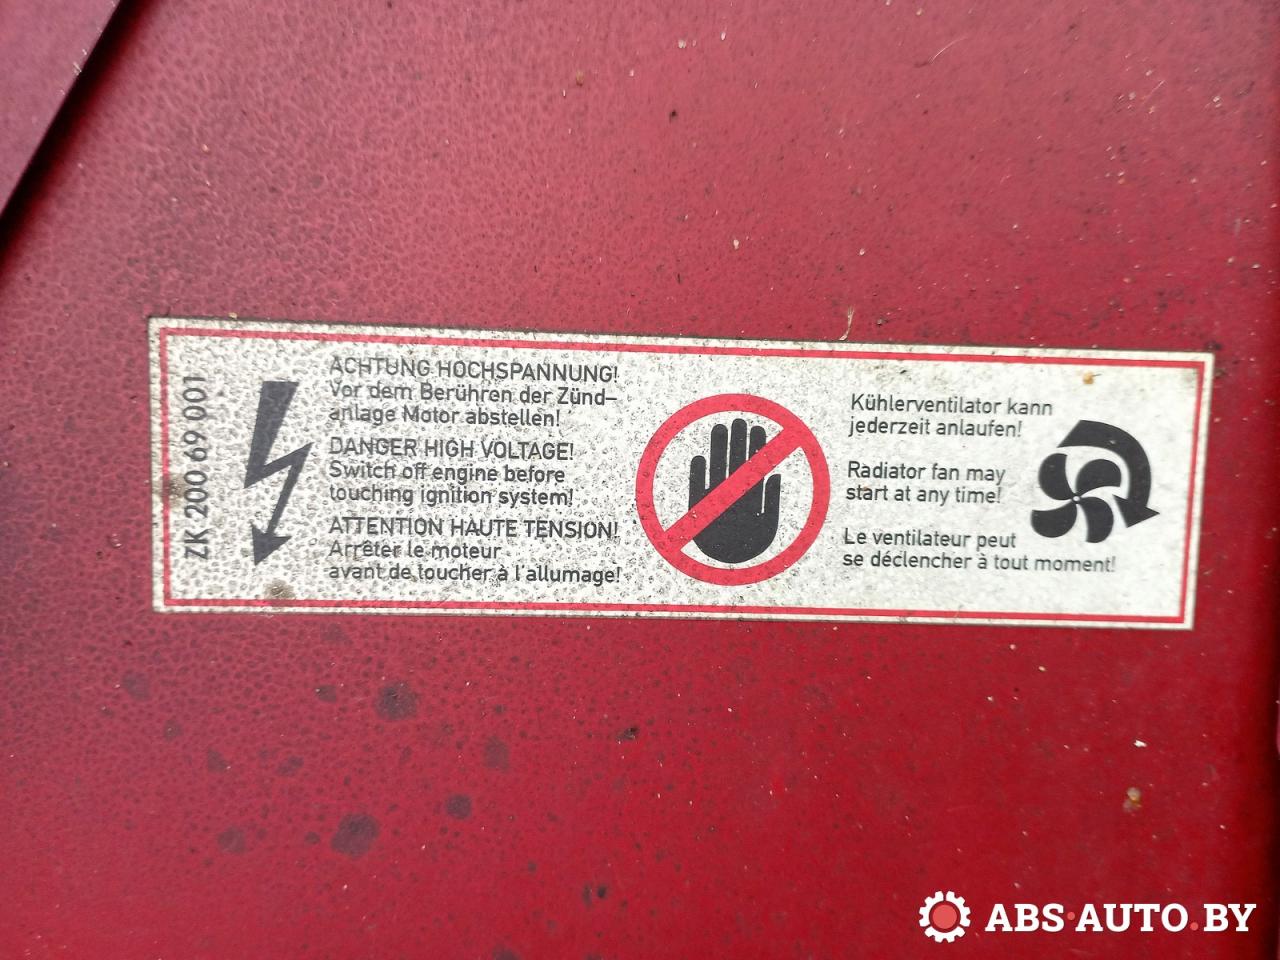 ZK 200 69 001
ACHTUNG HOCHSPANNUNG!
Vor dem Berühren der Zünd–
anlage Motor abstellen!
DANGER HIGH VOLTAGE!
Switch off engine before
touching ignition system!
ATTENTION HAUTE TENSION!
Arrêter le moteur
avant de toucher à l'allumage!
Kühlerventilator kann
jederzeit anlaufen!
Radiator fan may
start at any time!
Le ventilateur peut
se déclencher à tout moment!
ABS·AUTO.BY